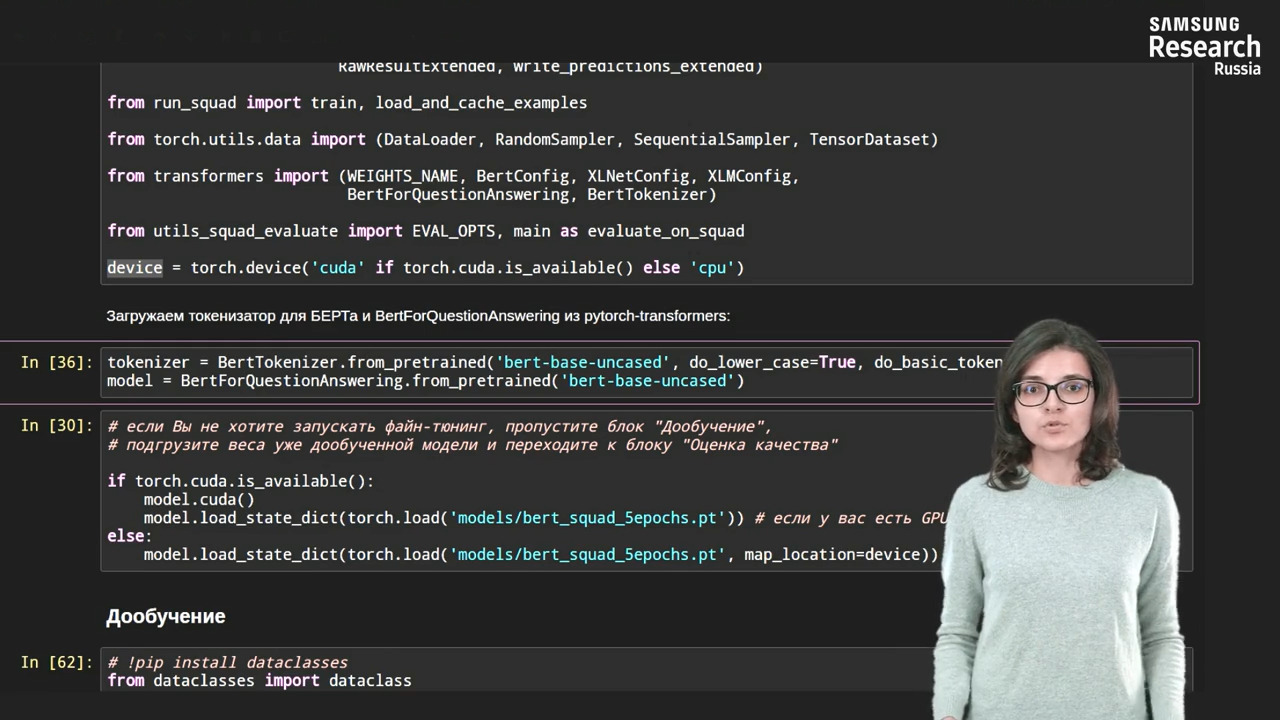 SAMSUNG
Research
Russia
RawResultExtended, write_predictions_extended)
from run_squad import train, load_and_cache_examples
from torch.utils.data import (DataLoader, RandomSampler, SequentialSampler, TensorDataset)
from transformers import (WEIGHTS_NAME, BertConfig, XLNetConfig, XLMConfig,
BertForQuestionAnswering, BertTokenizer)
from utils_squad_evaluate import EVAL_OPTS, main as evaluate_on_squad
device = torch.device('cuda' if torch.cuda.is_available() else 'cpu')
Загружаем токенизатор для БЕРТа и BertForQuestionAnswering из pytorch-transformers:
In [36]: tokenizer = BertTokenizer.from_pretrained('bert-base-uncased', do_lower_case=True, do_basic_token
model = BertForQuestionAnswering.from_pretrained('bert-base-uncased')
In [30]: # если Вы не хотите запускать файн-тюнинг, пропустите блок "Дообучение",
# подгрузите веса уже дообученной модели и переходите к блоку "Оценка качества"
if torch.cuda.is_available():
model.cuda()
model.load_state_dict(torch.load('models/bert_squad_5epochs.pt')) # если у вас есть GPU
else:
model.load_state_dict(torch.load('models/bert_squad_5epochs.pt', map_location=device))
Дообучение
In [62]: # !pip install dataclasses
from dataclasses import dataclass